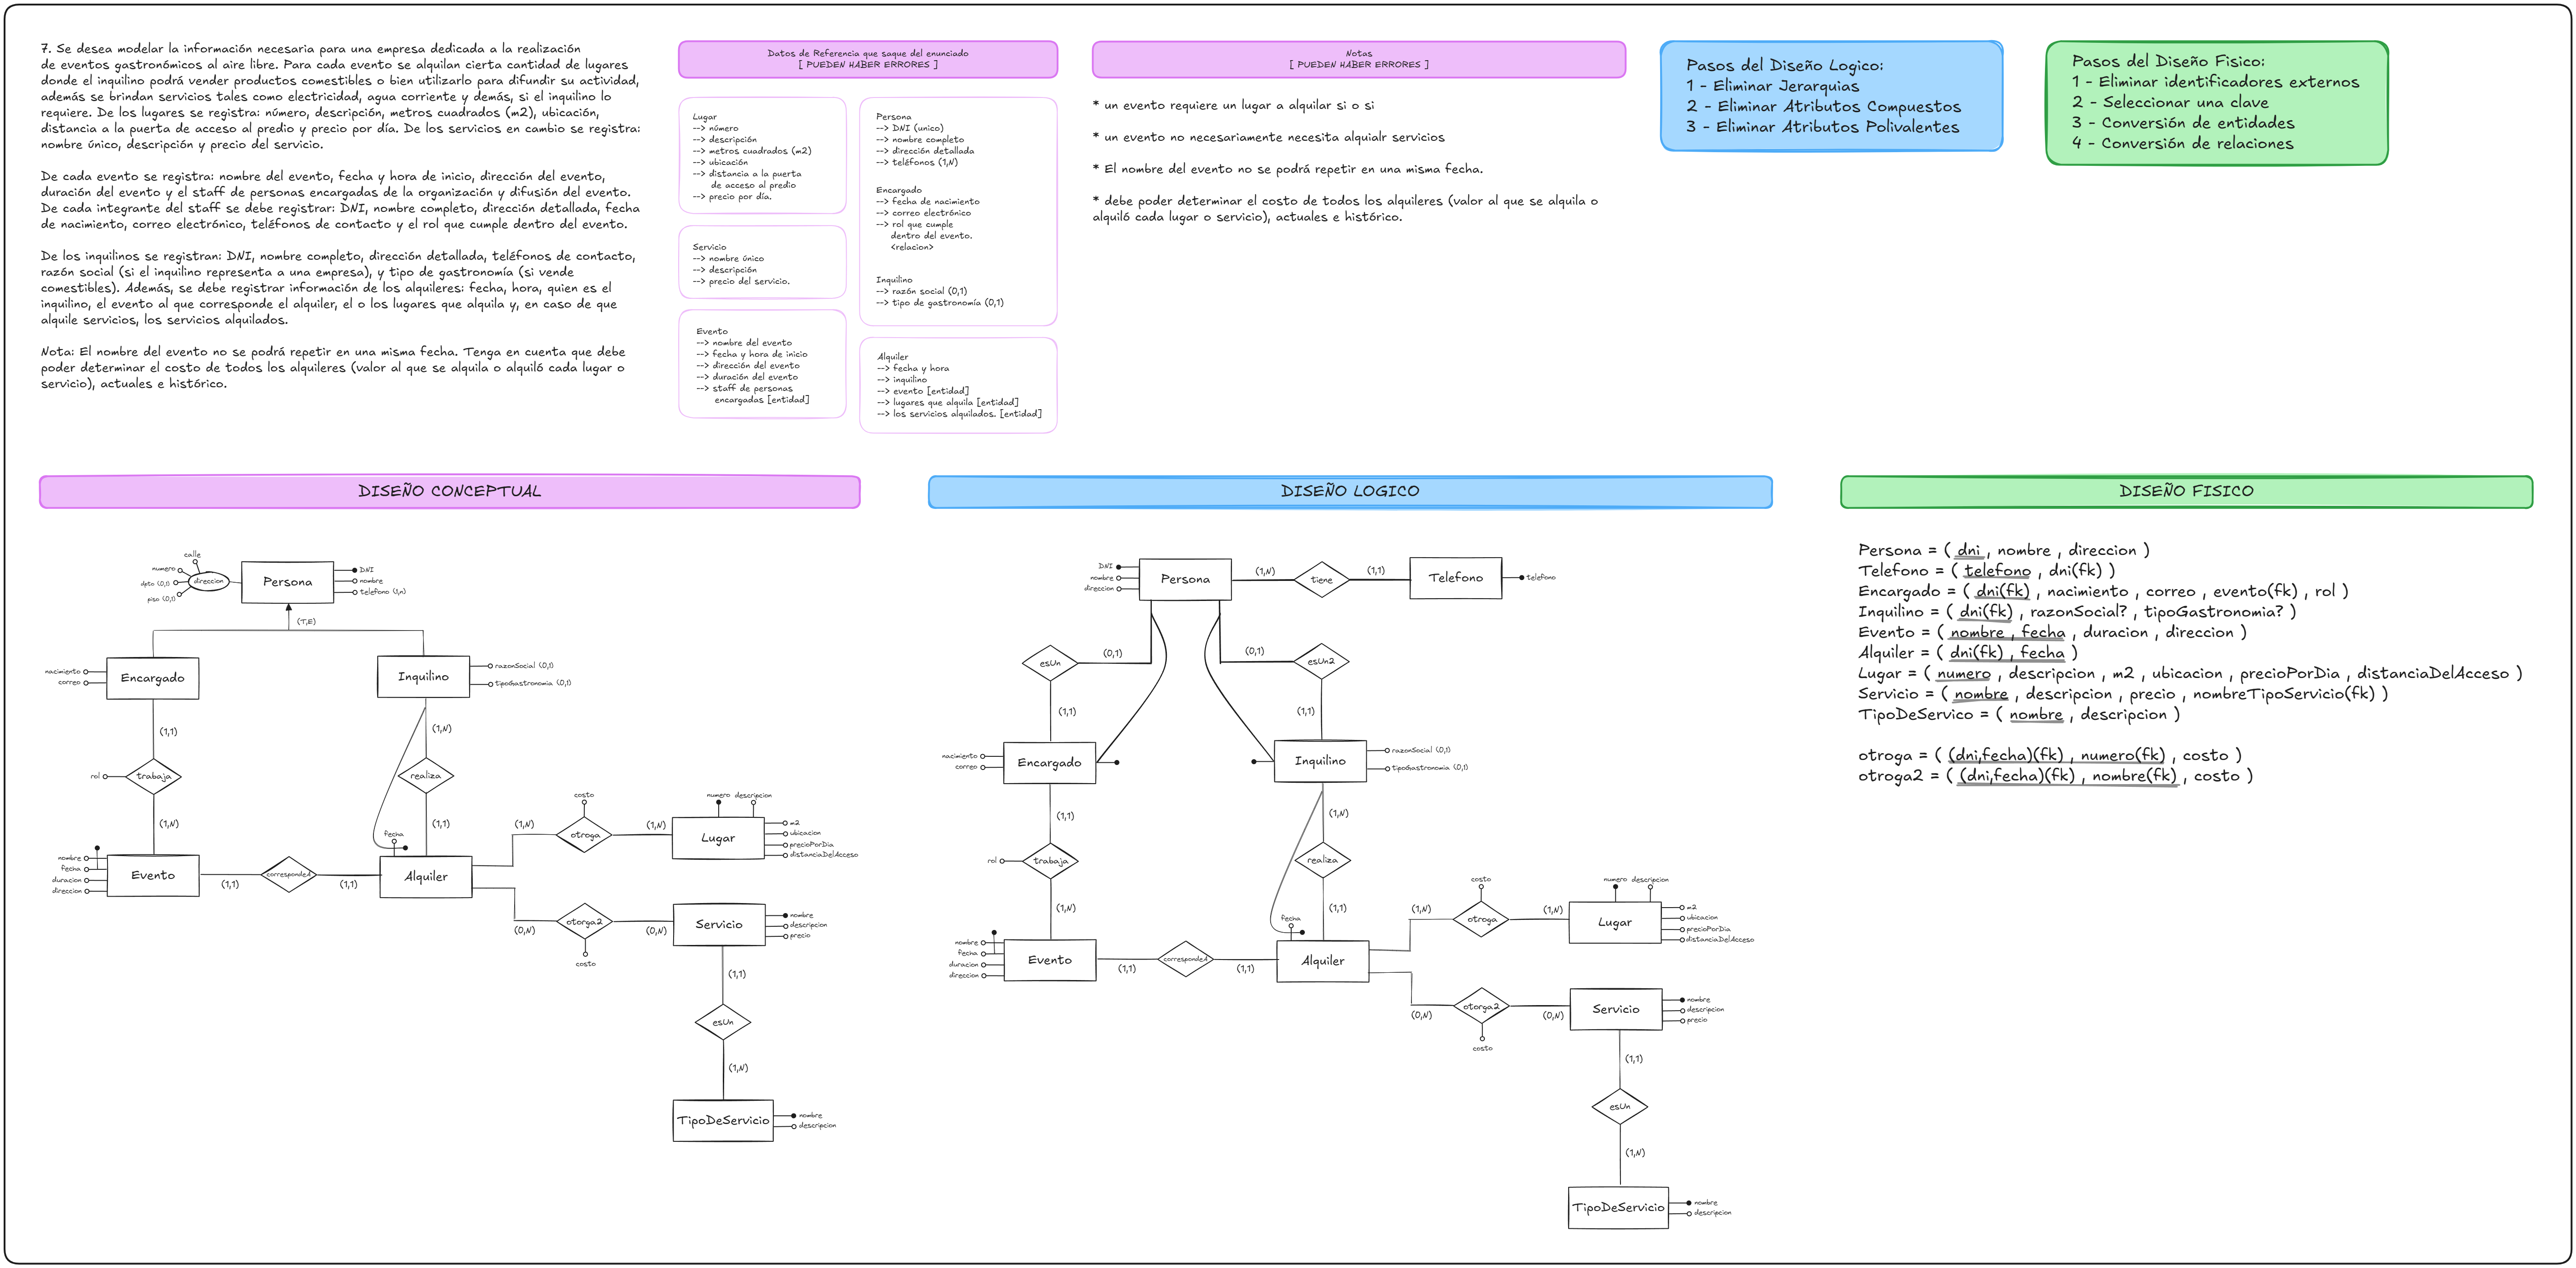 7. Se desea modelar la información necesaria para una empresa dedicada a la realización
de eventos gastronómicos al aire libre. Para cada evento se alquilan cierta cantidad de lugares
donde el inquilino podrá vender productos comestibles o bien utilizarlo para difundir su actividad,
además se brindan servicios tales como electricidad, agua corriente y demás, si el inquilino lo
requiere. De los lugares se registra: número, descripción, metros cuadrados (m2), ubicación,
distancia a la puerta de acceso al predio y precio por día. De los servicios en cambio se registra:
nombre único, descripción y precio del servicio.
De cada evento se registra: nombre del evento, fecha y hora de inicio, dirección del evento,
duración del evento y el staff de personas encargadas de la organización y difusión del evento.
De cada integrante del staff se debe registrar: DNI, nombre completo, dirección detallada, fecha
de nacimiento, correo electrónico, teléfonos de contacto y el rol que cumple dentro del evento.
De los inquilinos se registran: DNI, nombre completo, dirección detallada, teléfonos de contacto,
razón social (si el inquilino representa a una empresa), y tipo de gastronomía (si vende
comestibles). Además, se debe registrar información de los alquileres: fecha, hora, quien es el
inquilino, el evento al que corresponde el alquiler, el o los lugares que alquila y, en caso de que
alquile servicios, los servicios alquilados.
Nota: El nombre del evento no se podrá repetir en una misma fecha. Tenga en cuenta que debe
poder determinar el costo de todos los alquileres (valor al que se alquila o alquiló cada lugar o
servicio), actuales e histórico.
Datos de Referencia que saque del enunciado
[ PUEDEN HABER ERRORES ]
Lugar
--> número
--> descripción
--> metros cuadrados (m2)
--> ubicación
--> distancia a la puerta
de acceso al predio
--> precio por día.
Servicio
--> nombre único
--> descripción
--> precio del servicio.
Evento
--> nombre del evento
--> fecha y hora de inicio
--> dirección del evento
--> duración del evento
--> staff de personas
encargadas [entidad]
Persona
--> DNI (unico)
--> nombre completo
--> dirección detallada
--> teléfonos (1,N)
Encargado
--> fecha de nacimiento
--> correo electrónico
--> rol que cumple
dentro del evento.
<relacion>
Inquilino
--> razón social (0,1)
--> tipo de gastronomía (0,1)
Alquiler
--> fecha y hora
--> inquilino
--> evento [entidad]
--> lugares que alquila [entidad]
--> los servicios alquilados. [entidad]
Notas
[ PUEDEN HABER ERRORES ]
* un evento requiere un lugar a alquilar si o si
* un evento no necesariamente necesita alquialr servicios
* El nombre del evento no se podrá repetir en una misma fecha.
* debe poder determinar el costo de todos los alquileres (valor al que se alquila o
alquiló cada lugar o servicio), actuales e histórico.
Pasos del Diseño Logico:
1 - Eliminar Jerarquias
2 - Eliminar Atributos Compuestos
3 - Eliminar Atributos Polivalentes
Pasos del Diseño Fisico:
1 - Eliminar identificadores externos
2 - Seleccionar una clave
3 - Conversión de entidades
4 - Conversión de relaciones
DISEÑO CONCEPTUAL
calle
numero
dpto (0,1)
piso (0,1)
direccion
Persona
DNI
nombre
telefono (1,n)
(T,E)
nacimiento
correo
Encargado
Inquilino
razonSocial (0,1)
tipoGastronomia (0,1)
(1,1)
(1,N)
rol
trabaja
realiza
(1,N)
(1,1)
fecha
nombre
fecha
duracion
direccion
Evento
(1,1)
correspondeA
(1,1)
Alquiler
costo
(1,N)
otroga
(1,N)
numero
descripcion
Lugar
m2
ubicacion
precioPorDia
distanciaDelAcceso
(0,N)
otorga2
costo
(0,N)
Servicio
nombre
descripcion
precio
(1,1)
esUn
(1,N)
TipoDeServicio
nombre
descripcion
DISEÑO LOGICO
DNI
nombre
direccion
Persona
(1,N)
tiene
(1,1)
Telefono
telefono
esUn
(0,1)
(0,1)
esUn2
(1,1)
(1,1)
nacimiento
correo
Encargado
Inquilino
razonSocial (0,1)
tipoGastronomia (0,1)
(1,1)
(1,N)
rol
trabaja
realiza
(1,N)
(1,1)
fecha
nombre
fecha
duracion
direccion
Evento
(1,1)
correspondeA
(1,1)
Alquiler
costo
(1,N)
otroga
(1,N)
numero
descripcion
Lugar
m2
ubicacion
precioPorDia
distanciaDelAcceso
(0,N)
otorga2
costo
(0,N)
Servicio
nombre
descripcion
precio
(1,1)
esUn
(1,N)
TipoDeServicio
nombre
descripcion
DISEÑO FISICO
Persona = ( dni , nombre , direccion )
Telefono = ( telefono , dni(fk) )
Encargado = ( dni(fk) , nacimiento , correo , evento(fk) , rol )
Inquilino = ( dni(fk) , razonSocial? , tipoGastronomia? )
Evento = ( nombre , fecha , duracion , direccion )
Alquiler = ( dni(fk) , fecha )
Lugar = ( numero , descripcion , m2 , ubicacion , precioPorDia , distanciaDelAcceso )
Servicio = ( nombre , descripcion , precio , nombreTipoServicio(fk) )
TipoDeServico = ( nombre , descripcion )
otroga = ( (dni,fecha)(fk) , numero(fk) , costo )
otroga2 = ( (dni,fecha)(fk) , nombre(fk) , costo )